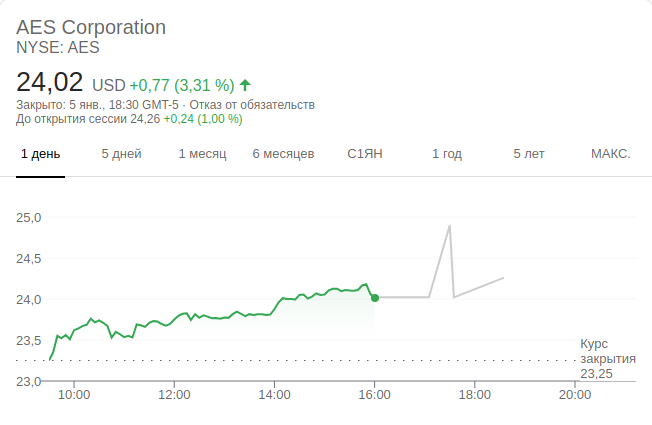 AES Corporation
NYSE: AES
24,02 USD +0,77 (3,31 %)
Закрыто: 5 янв., 18:30 GMT-5 · Отказ от обязательств
До открытия сессии 24,26 +0,24 (1,00 %)
1 день 5 дней 1 месяц 6 месяцев С1ЯН 1 год 5 лет МАКС.
25,0
24,5
24,0
23,5
Курс
закрытия
23,25
23,0
10:00 12:00 14:00 16:00 18:00 20:00